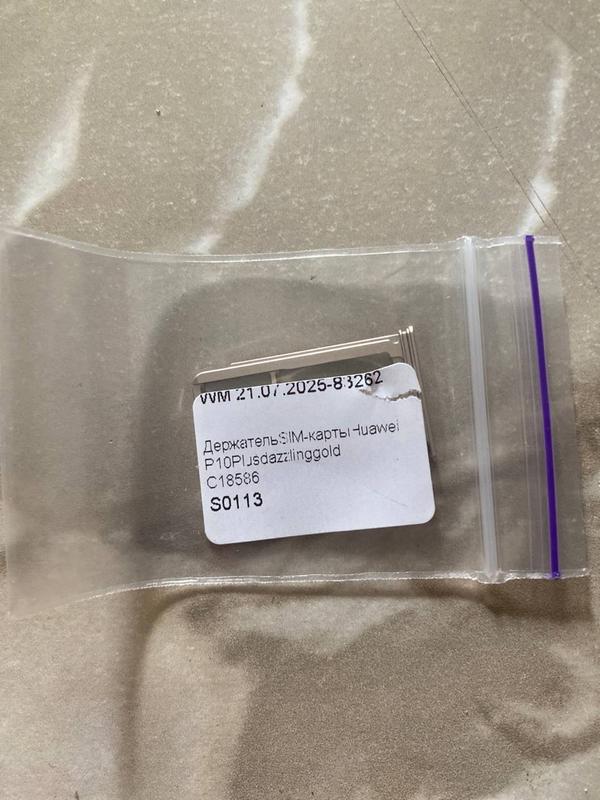 WM 21.07.2025-83262
ДержательSIM-картыHuawei
P10Plusdazzlinggold
C18586
S0113